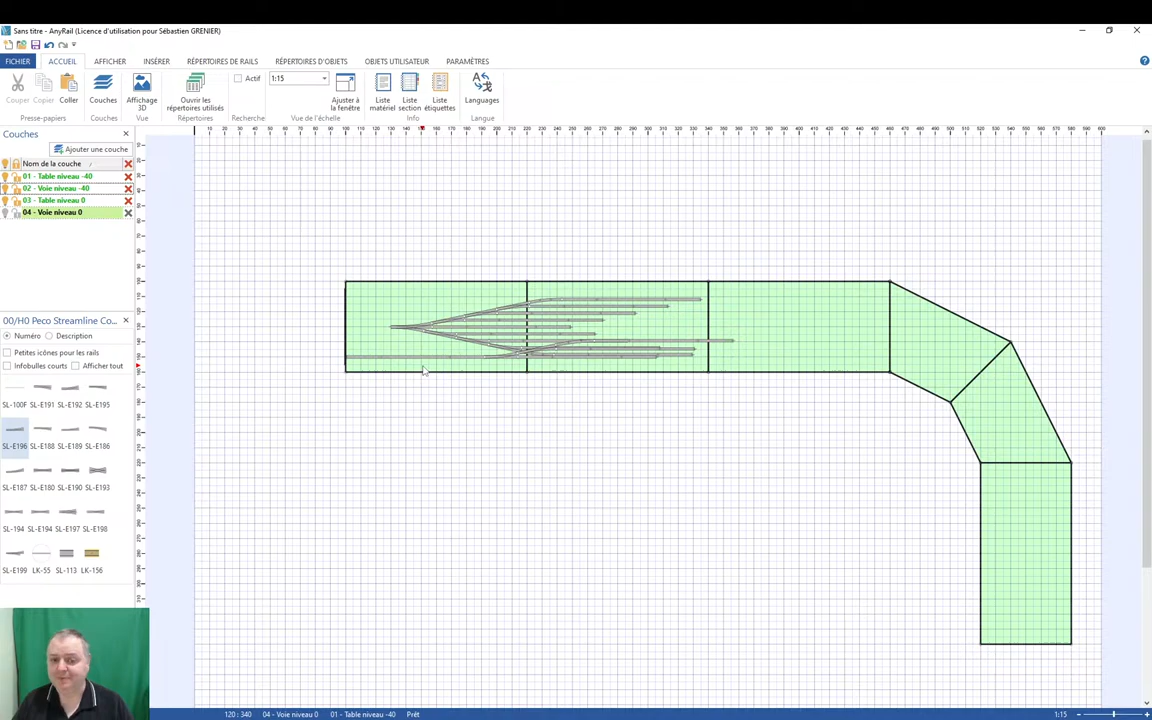 Sans titre - AnyRail (Licence d'utilisation pour Sébastien GRENIER)
FICHIER ACCUEIL AFFICHER INSÉRER RÉPERTOIRES DE RAILS RÉPERTOIRES D'OBJETS OBJETS UTILISATEUR PARAMÈTRES
Couper Copier Coller
Presse-papiers
Couches
Couches
Affichage 3D
Vue
Ouvrir les répertoires utilisés
Répertoires
Actif
Recherche
1:15
Ajuster à la fenêtre
Vue de l'échelle
Liste matériel
Liste section
Liste étiquettes
Info
Languages
Langue
Couches
Ajouter une couche
Nom de la couche
01 - Table niveau -40
02 - Voie niveau -40
03 - Table niveau 0
04 - Voie niveau 0
00/H0 Peco Streamline Co...
Numéro Description
Petites icônes pour les rails
Infobulles courts Afficher tout
SL-100F SL-E191 SL-E192 SL-E195
SL-E196 SL-E188 SL-E189 SL-E186
SL-E187 SL-E180 SL-E190 SL-E193
SL-194 SL-E194 SL-E197 SL-E198
SL-E199 LK-55 SL-113 LK-156
120 : 340 04 - Voie niveau 0 01 - Table niveau -40 Prêt 1:15